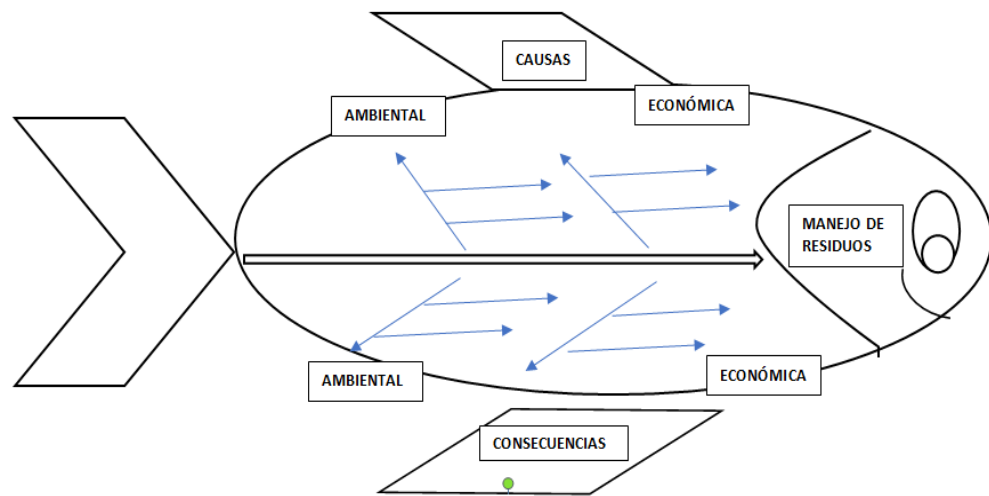 CAUSAS
AMBIENTAL
ECONÓMICA
MANEJO DE
RESIDUOS
AMBIENTAL
ECONÓMICA
CONSECUENCIAS